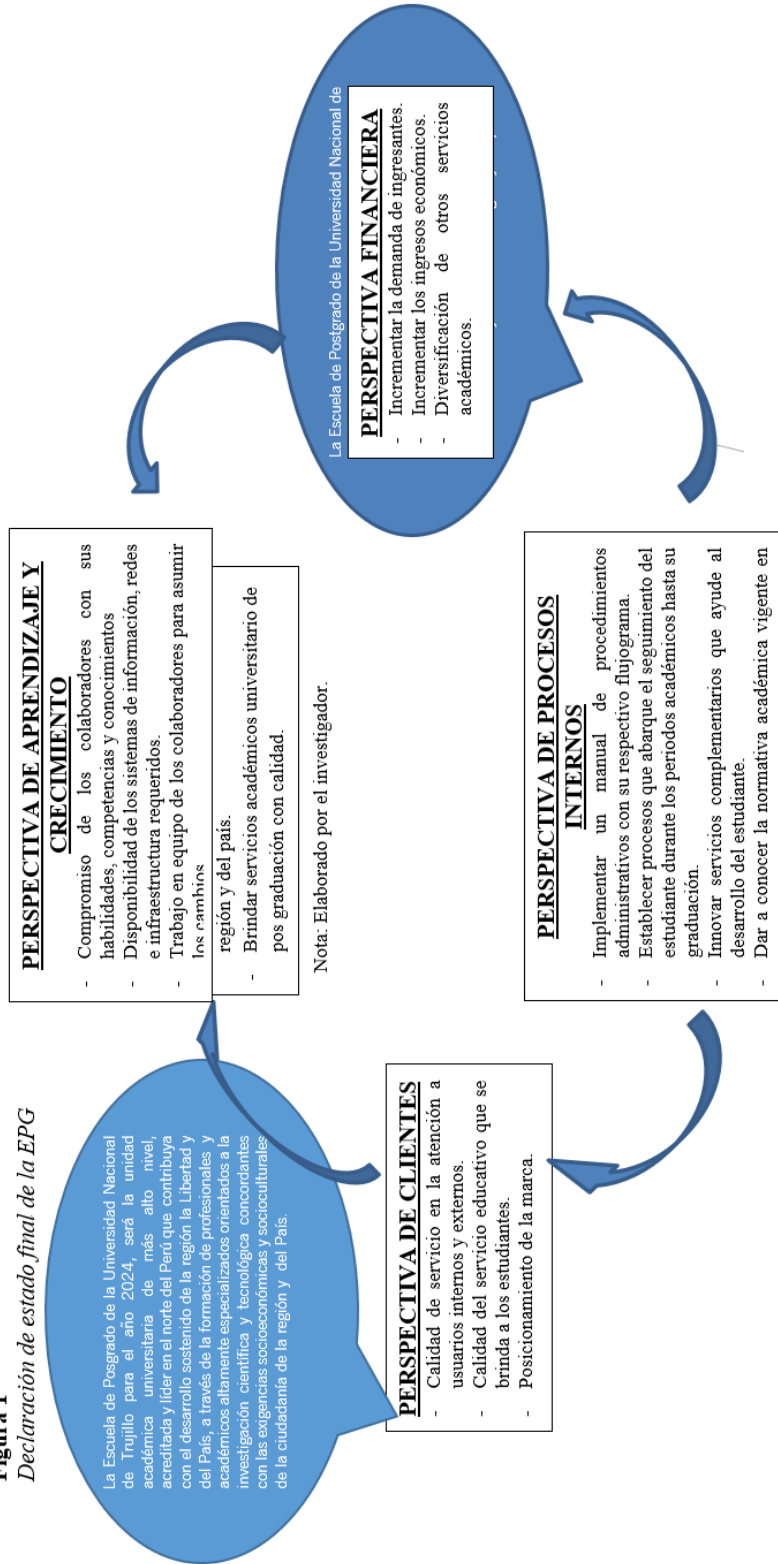 Figura 1
Declaración de estado final de la EPG
La Escuela de Posgrado de la Universidad Nacional
de Trujillo para el año 2024, será la unidad
académica universitaria de más alto nivel,
acreditada y líder en el norte del Perú que contribuya
con el desarrollo sostenido de la región la Libertad y
del País, a través de la formación de profesionales y
académicos altamente especializados orientados a la
investigación científica y tecnológica concordantes
con las exigencias socioeconómicas y socioculturales
de la ciudadanía de la región y del País.
PERSPECTIVA DE APRENDIZAJE Y
CRECIMIENTO
- Compromiso de los colaboradores con sus
habilidades, competencias y conocimientos
- Disponibilidad de los sistemas de información, redes
e infraestructura requeridos.
- Trabajo en equipo de los colaboradores para asumir
los cambios
región y del país.
- Brindar servicios académicos universitario de
pos graduación con calidad.
Nota: Elaborado por el investigador.
La Escuela de Postgrado de la Universidad Nacional de
PERSPECTIVA FINANCIERA
- Incrementar la demanda de ingresantes.
- Incrementar los ingresos económicos.
- Diversificación de otros servicios
académicos.
PERSPECTIVA DE CLIENTES
- Calidad de servicio en la atención a
usuarios internos y externos.
- Calidad del servicio educativo que se
brinda a los estudiantes.
- Posicionamiento de la marca.
PERSPECTIVA DE PROCESOS
INTERNOS
- Implementar un manual de procedimientos
administrativos con su respectivo flujograma.
- Establecer procesos que abarque el seguimiento del
estudiante durante los periodos académicos hasta su
graduación.
- Innovar servicios complementarios que ayude al
desarrollo del estudiante.
- Dar a conocer la normativa académica vigente en